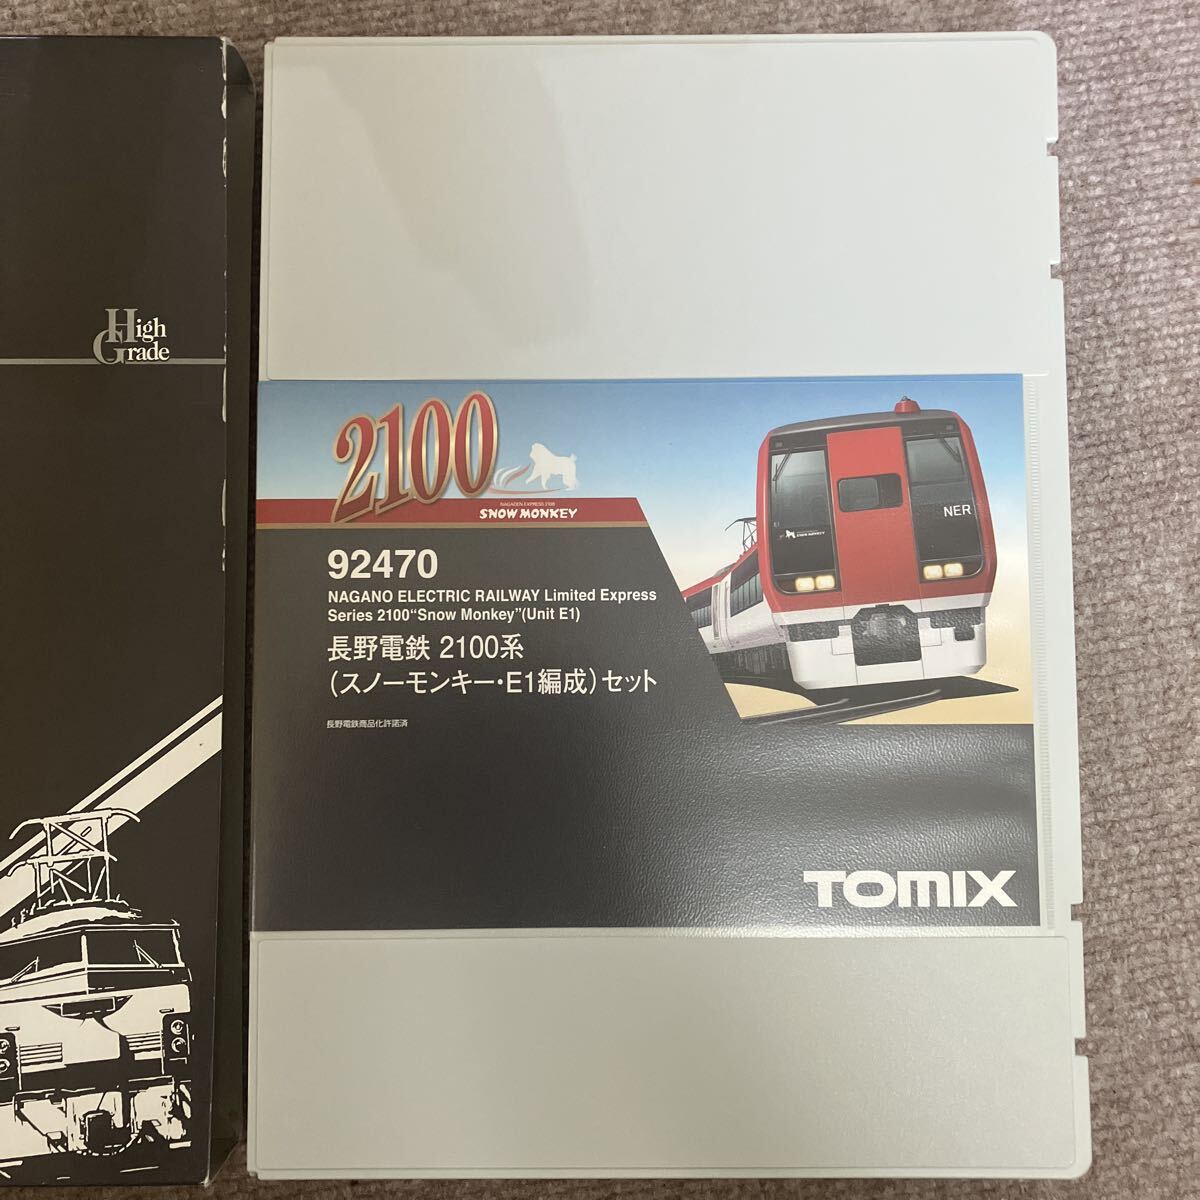 High
Grade
2100
NAGADEN EXPRESS 2100
SNOW MONKEY
92470
NAGANO ELECTRIC RAILWAY Limited Express
Series 2100“Snow Monkey”(Unit E1)
長野電鉄 2100系
(スノーモンキー・E1編成)セット
長野電鉄商品化許諾済
NER
SNOW MONKEY
TOMIX